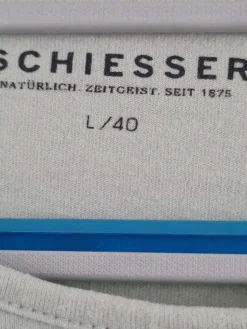 SCHIESSER
NATÜRLICH. ZEITGEIST. SEIT 1875
L/40